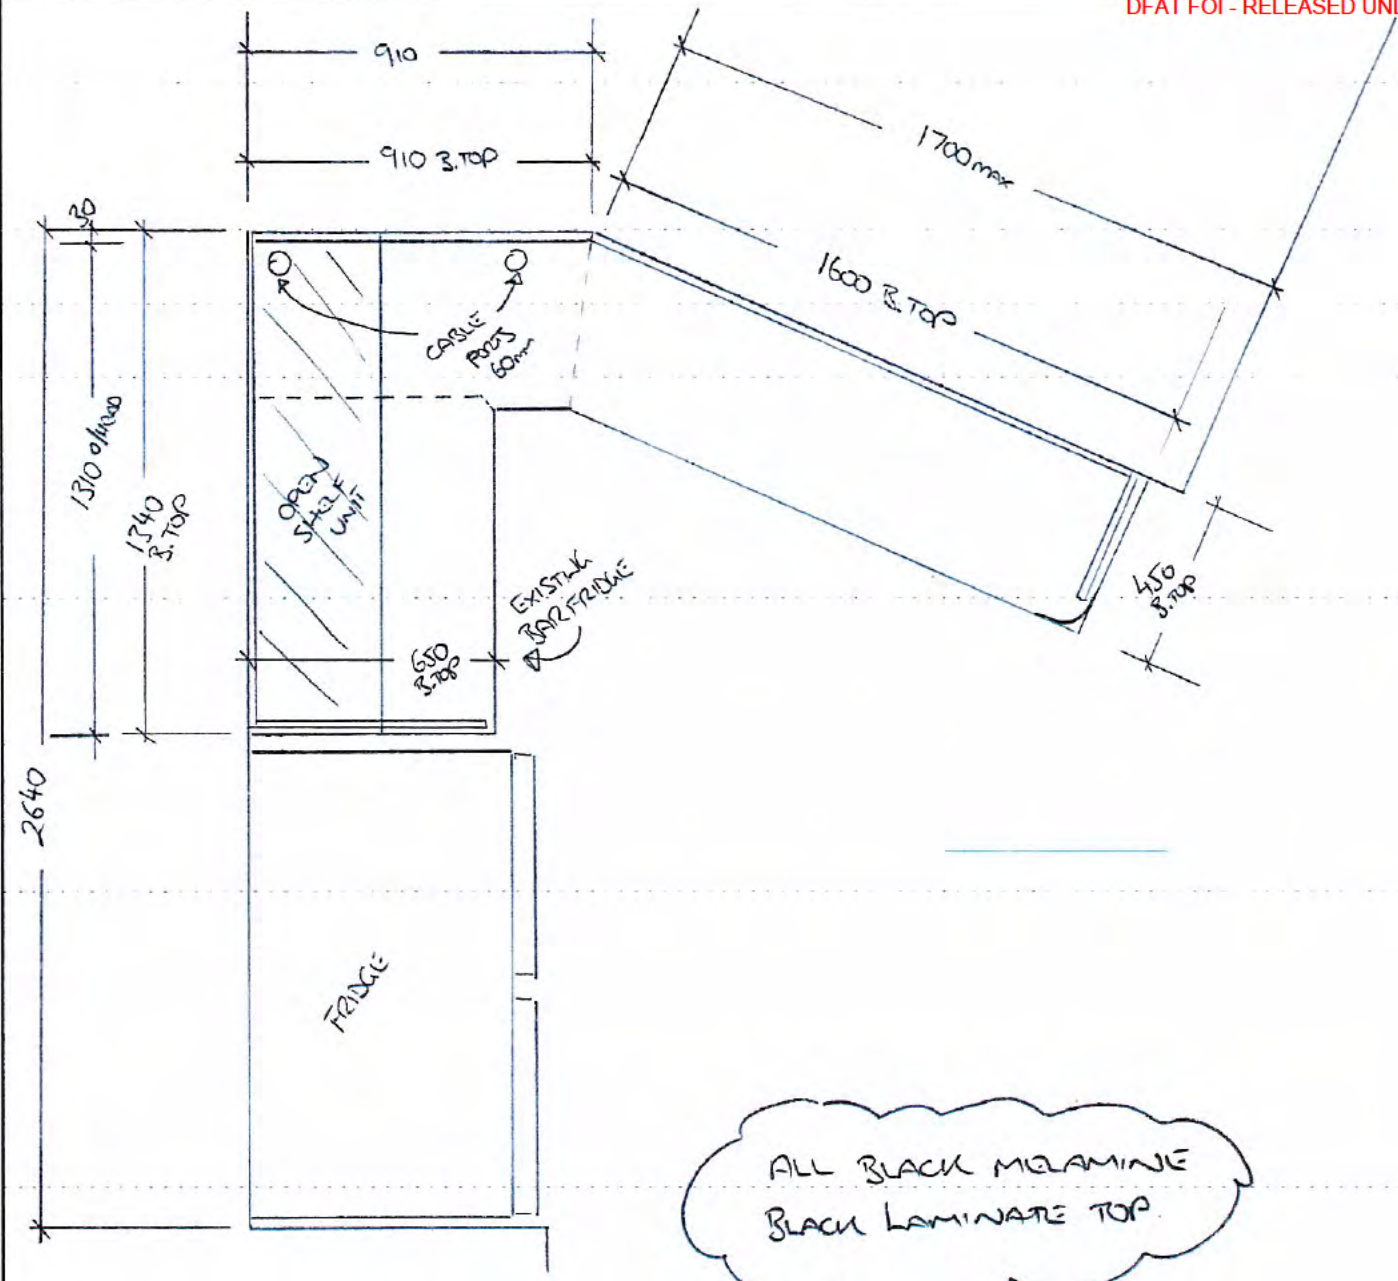 DFAT FOI - RELEASED UN
910
910 B.TOP
1700 max
1600 B.TOP
30
CABLE
PORTS
60mm
1310
1340
B.TOP
OPEN
SHELF
UNIT
EXISTING
BAR FRIDGE
650
B.TOP
450
B.TOP
2640
FRIDGE
ALL BLACK MELAMINE
BLACK LAMINATE TOP